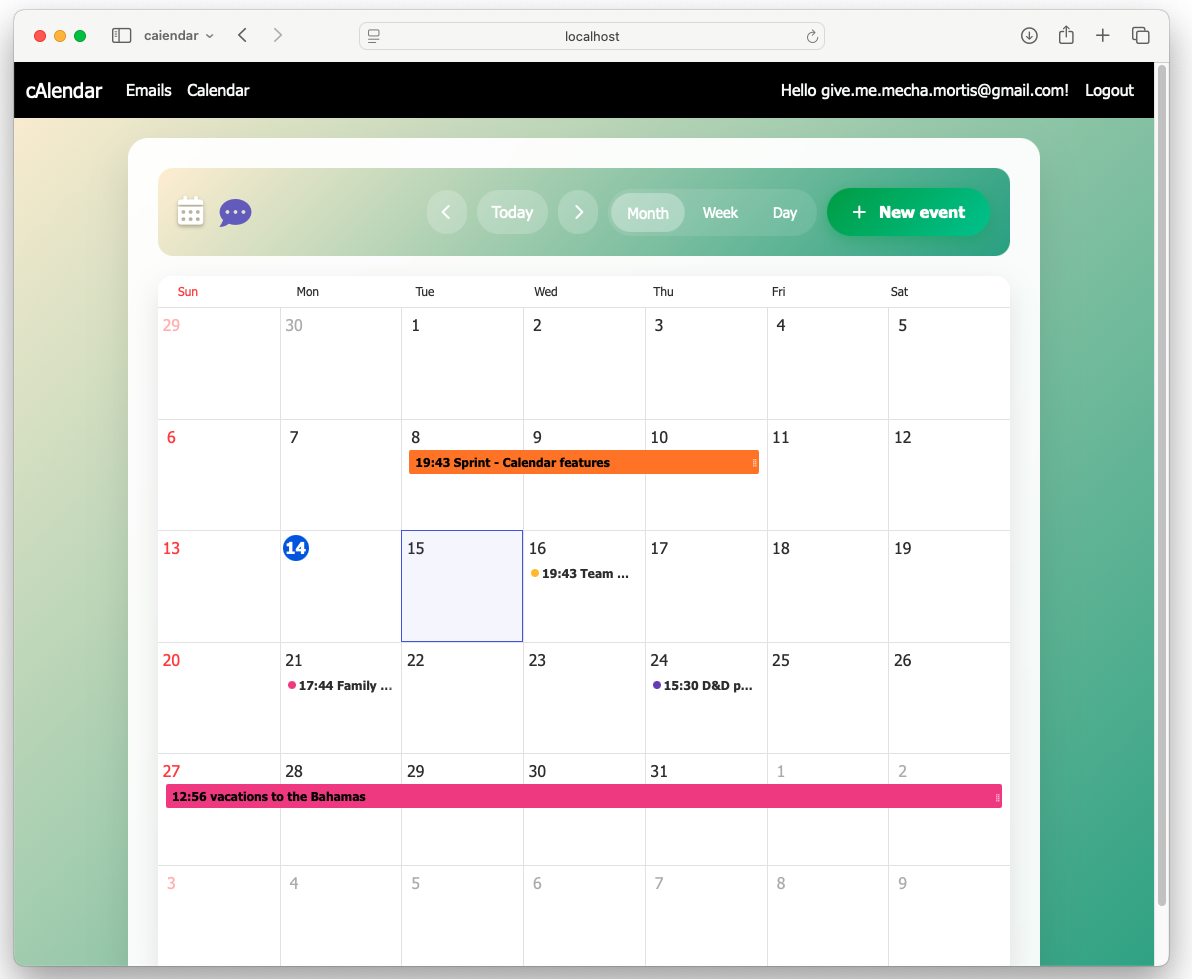 caiendar
localhost
cAlendar Emails Calendar Hello give.me.mecha.mortis@gmail.com! Logout
Today Month Week Day + New event
Sun Mon Tue Wed Thu Fri Sat
29 30 1 2 3 4 5
6 7 8 9 10 11 12
19:43 Sprint - Calendar features
13 14 15 16 17 18 19
19:43 Team ...
20 21 22 23 24 25 26
17:44 Family ... 15:30 D&D p...
27 28 29 30 31 1 2
12:56 vacations to the Bahamas
3 4 5 6 7 8 9